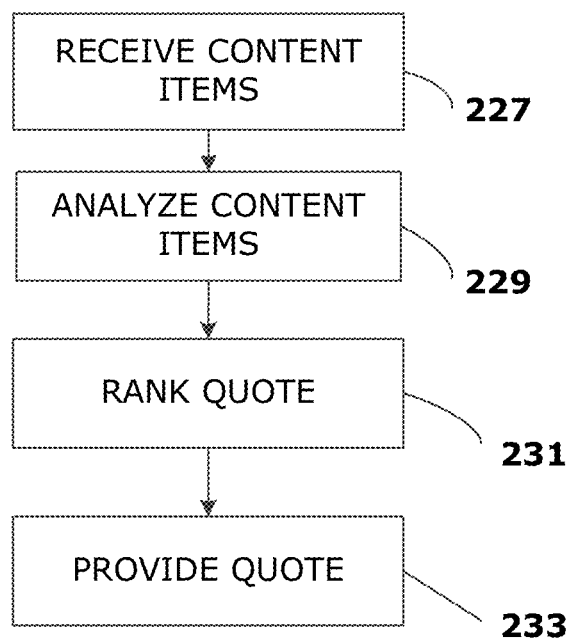 RECEIVE CONTENT
ITEMS
227
ANALYZE CONTENT
ITEMS
229
RANK QUOTE
231
PROVIDE QUOTE
233